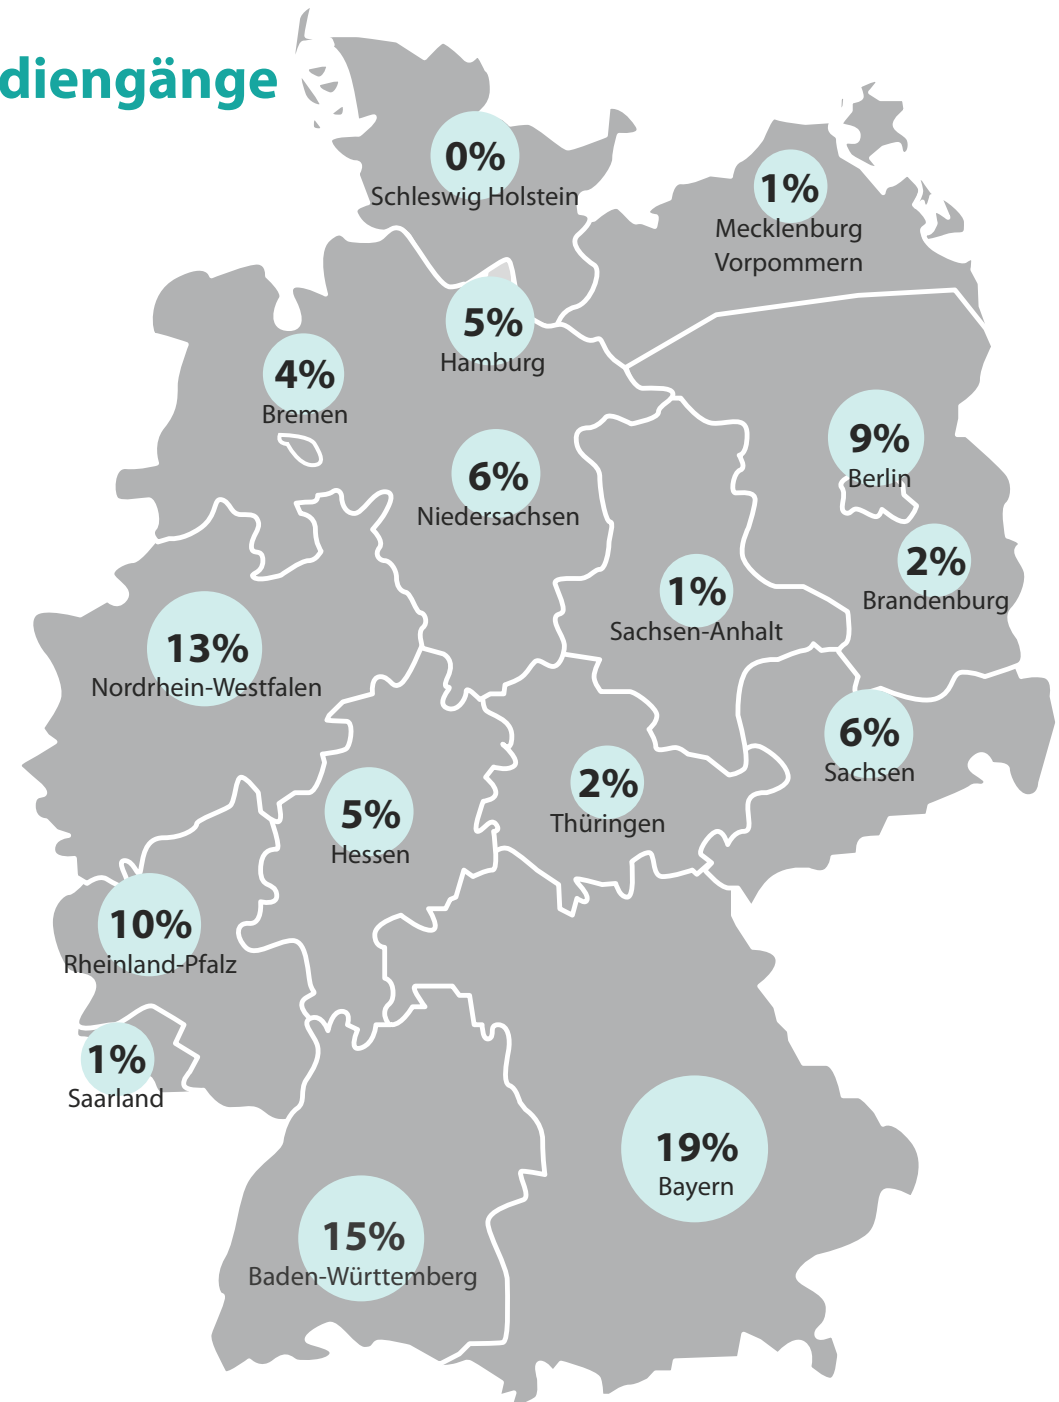 diengänge
0%
Schleswig Holstein
1%
Mecklenburg
Vorpommern
5%
Hamburg
4%
Bremen
9%
Berlin
6%
Niedersachsen
2%
Brandenburg
1%
Sachsen-Anhalt
13%
Nordrhein-Westfalen
6%
Sachsen
2%
Thüringen
5%
Hessen
10%
Rheinland-Pfalz
1%
Saarland
19%
Bayern
15%
Baden-Württemberg